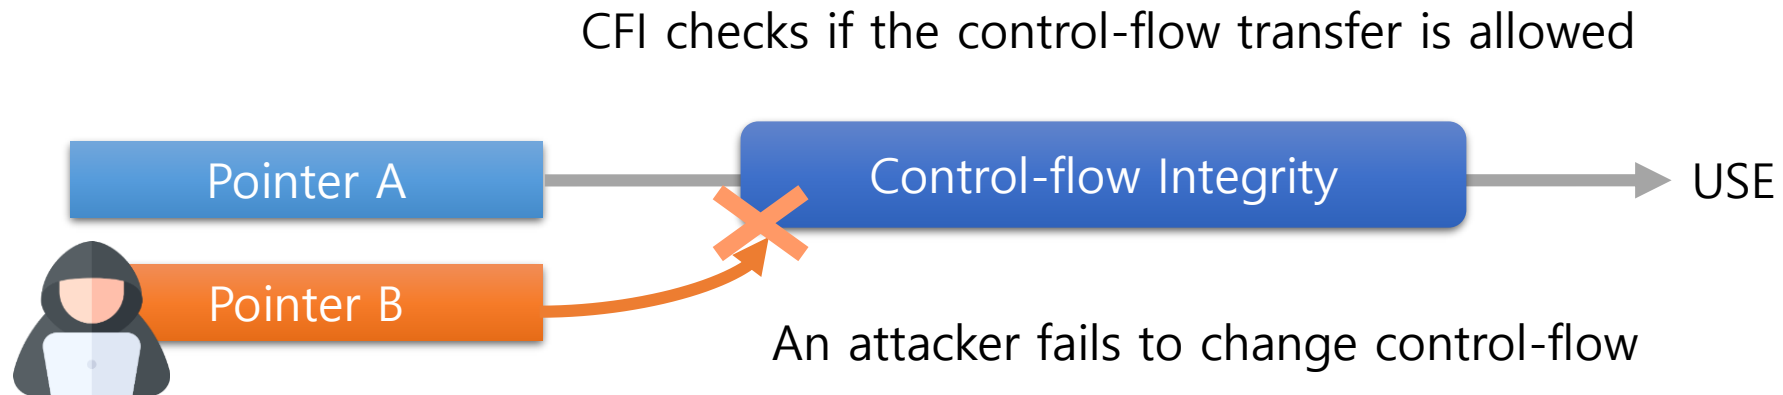 CFI checks if the control-flow transfer is allowed
Pointer A
Control-flow Integrity
USE
Pointer B
An attacker fails to change control-flow